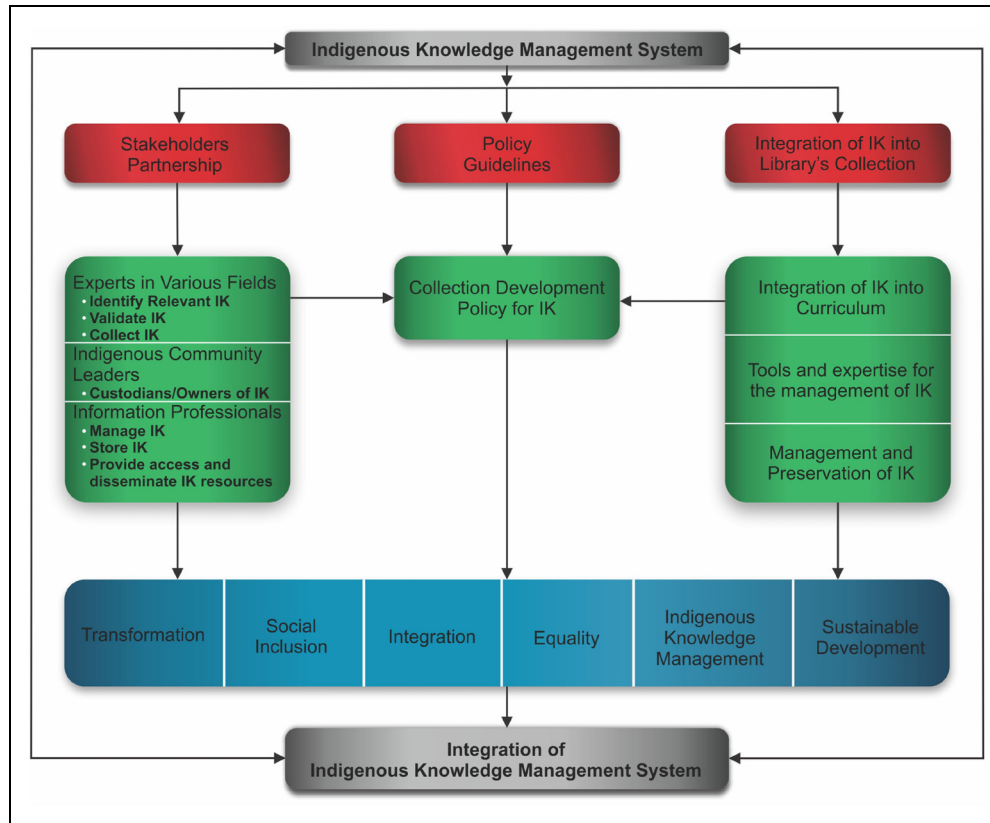 Indigenous Knowledge Management System
Stakeholders
Partnership
Policy
Guidelines
Integration of IK into
Library's Collection
Experts in Various Fields
• Identify Relevant IK
• Validate IK
• Collect IK
Indigenous Community
Leaders
• Custodians/Owners of IK
Information Professionals
• Manage IK
• Store IK
• Provide access and
disseminate IK resources
Collection Development
Policy for IK
Integration of IK into
Curriculum
Tools and expertise for
the management of IK
Management and
Preservation of IK
Transformation
Social
Inclusion
Integration
Equality
Indigenous
Knowledge
Management
Sustainable
Development
Integration of
Indigenous Knowledge Management System